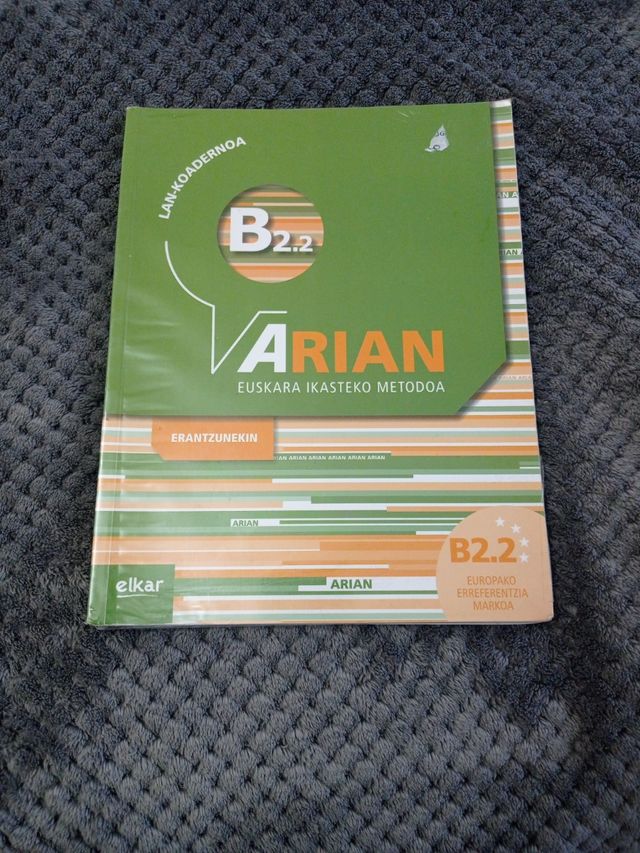 LAN-KOADERNOA
B2.2
ARIAN
EUSKARA IKASTEKO METODOA
ERANTZUNEKIN
ARIAN ARIAN ARIAN ARIAN ARIAN
ARIAN
ARIAN
elkar
B2.2
EUROPAKO
ERREFERENTZIA
MARKOA